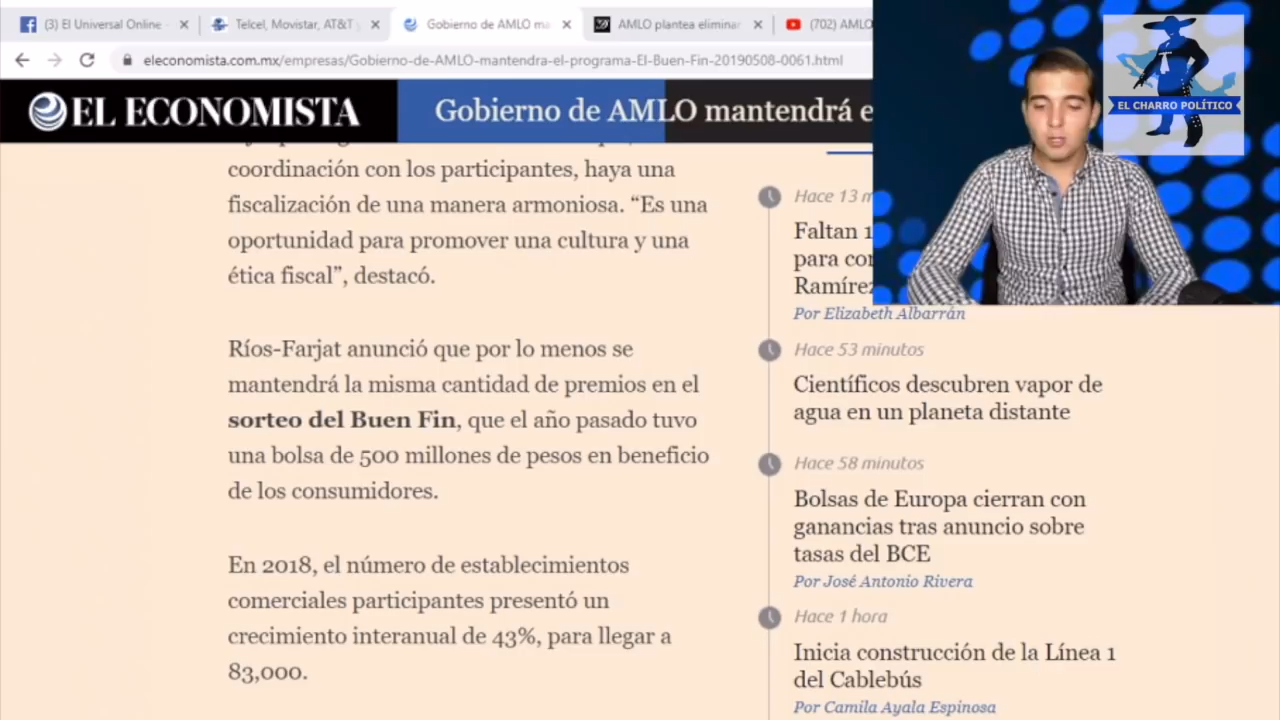 (3) El Universal Online
Telcel, Movistar, AT&T y
Gobierno de AMLO ma
AMLO plantea eliminar
(702) AMLO
eleconomista.com.mx/empresas/Gobierno-de-AMLO-mantendra-el-programa-El-Buen-Fin-20190508-0061.html
EL ECONOMISTA
Gobierno de AMLO mantendrá e
EL CHARRO POLÍTICO
coordinación con los participantes, haya una
fiscalización de una manera armoniosa. “Es una
oportunidad para promover una cultura y una
ética fiscal”, destacó.
Ríos-Farjat anunció que por lo menos se
mantendrá la misma cantidad de premios en el
sorteo del Buen Fin, que el año pasado tuvo
una bolsa de 500 millones de pesos en beneficio
de los consumidores.
En 2018, el número de establecimientos
comerciales participantes presentó un
crecimiento interanual de 43%, para llegar a
83,000.
Hace 13 m
Faltan 1
para con
Ramírez
Por Elizabeth Albarrán
Hace 53 minutos
Científicos descubren vapor de
agua en un planeta distante
Hace 58 minutos
Bolsas de Europa cierran con
ganancias tras anuncio sobre
tasas del BCE
Por José Antonio Rivera
Hace 1 hora
Inicia construcción de la Línea 1
del Cablebús
Por Camila Ayala Espinosa